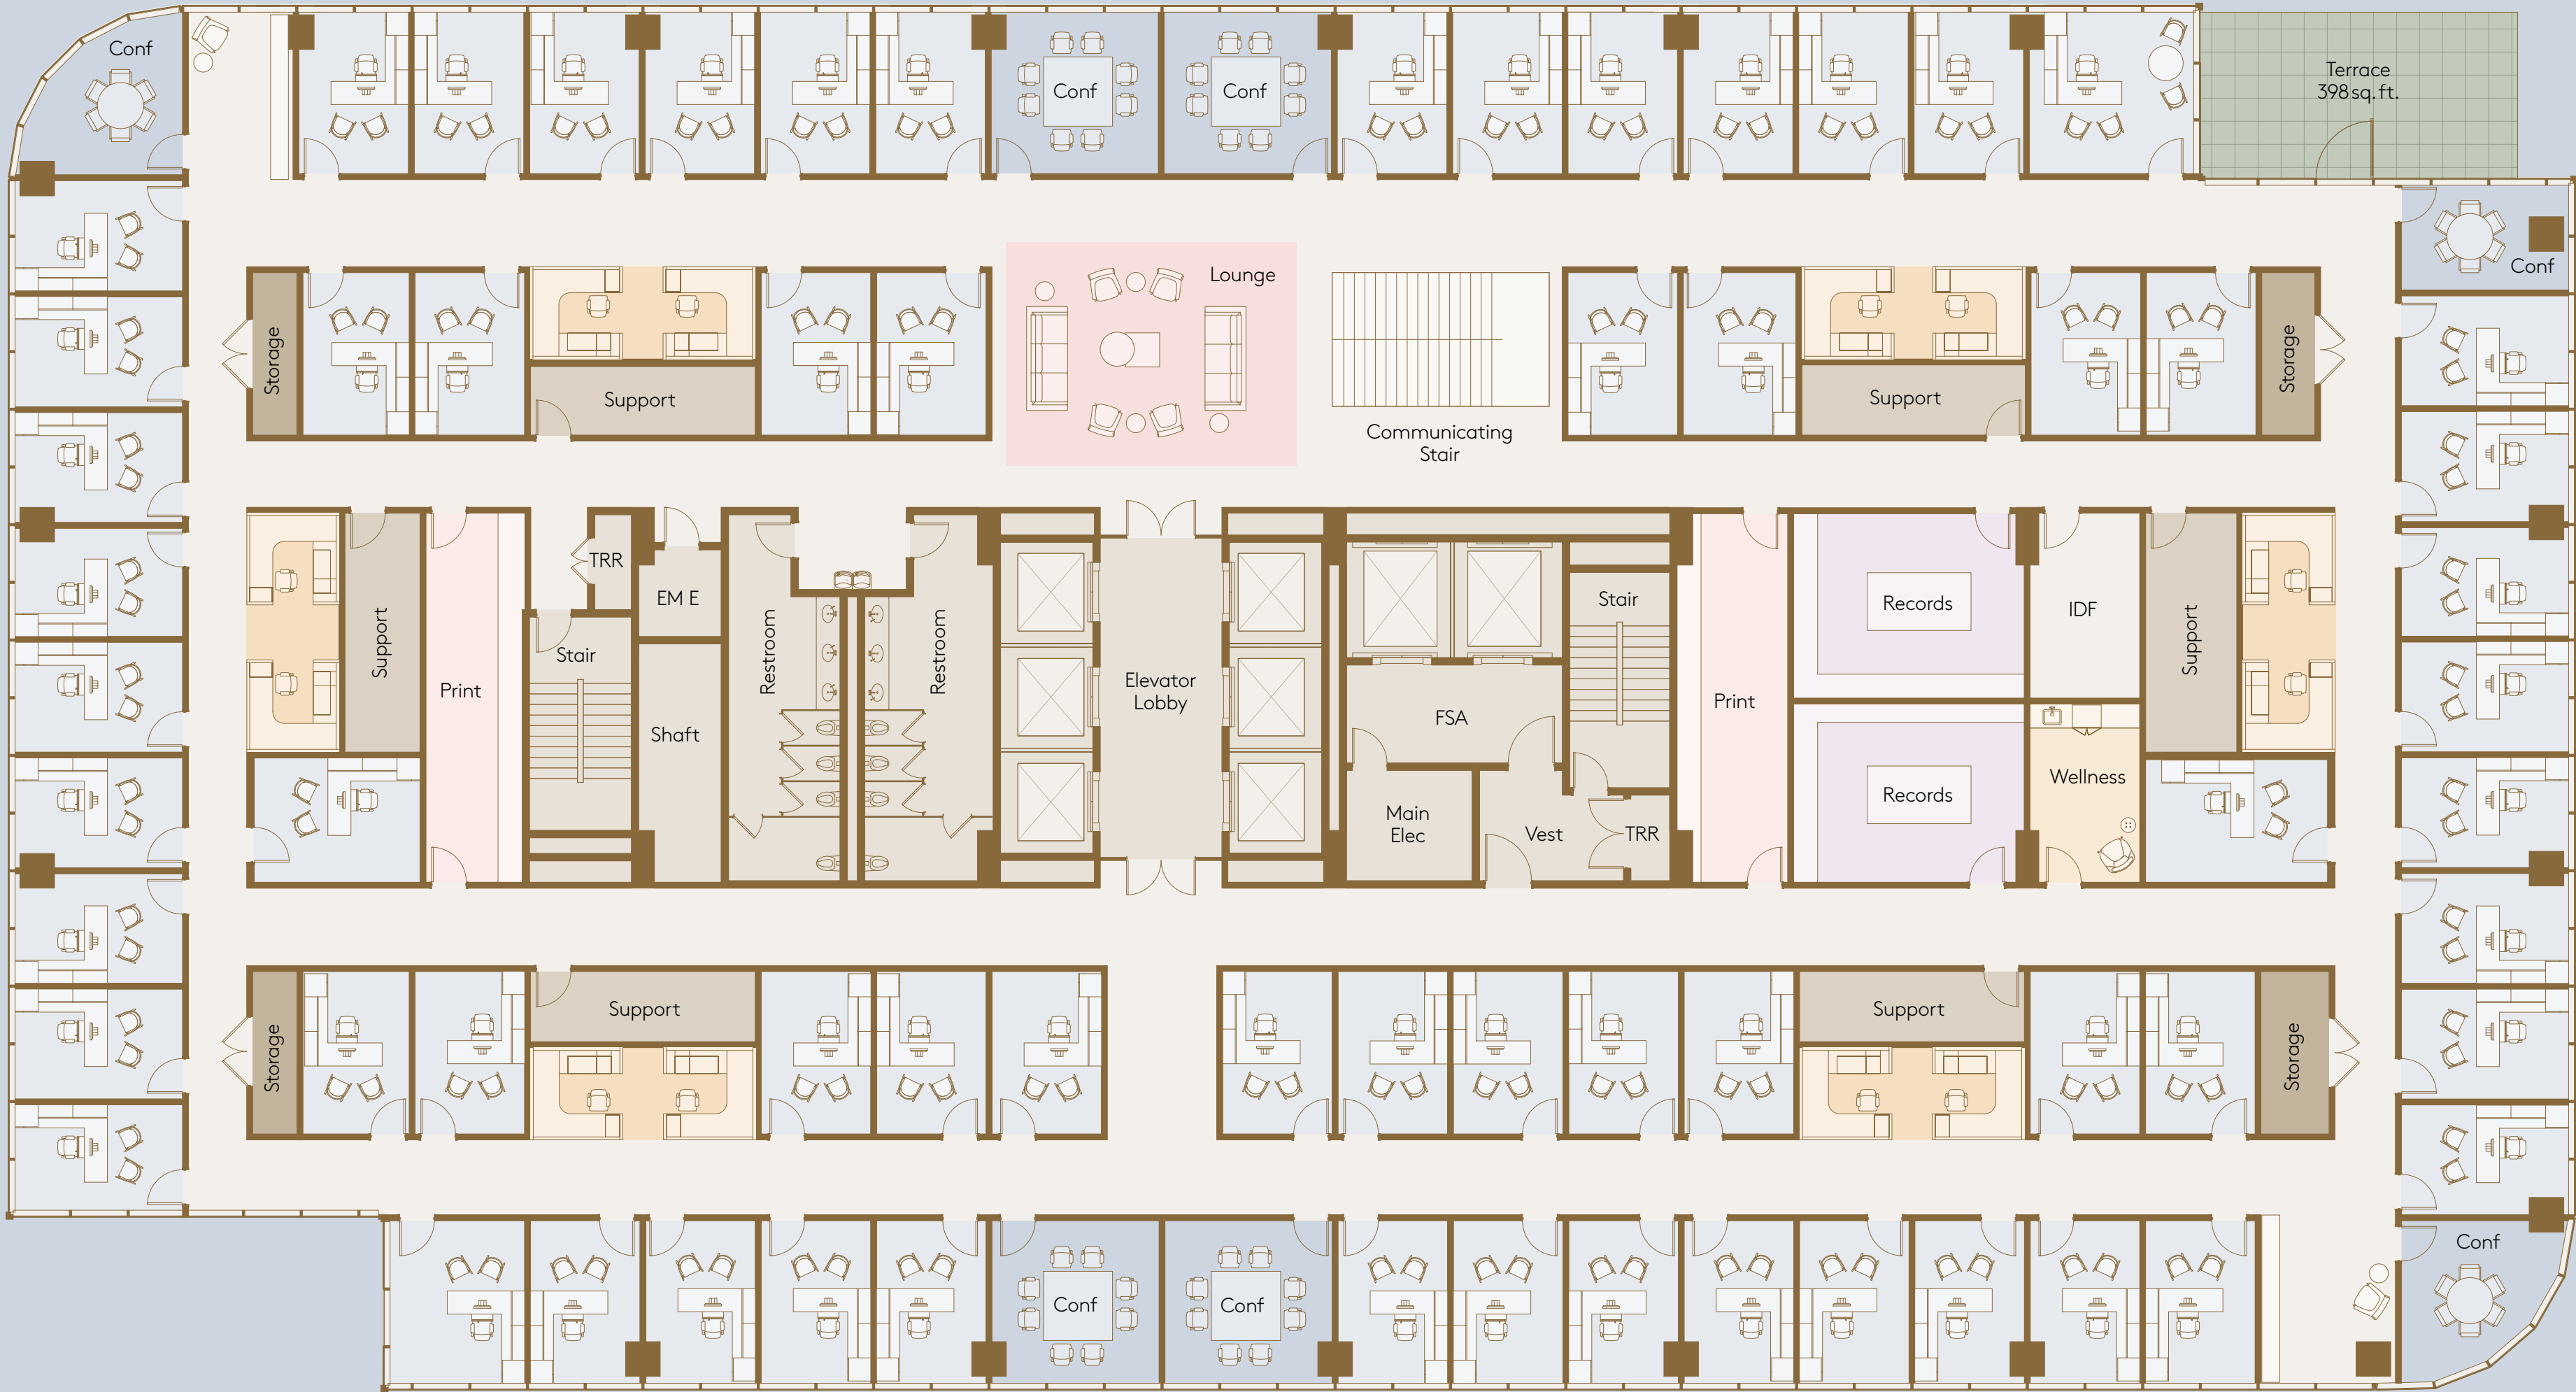 Conf
Conf
Conf
Terrace
398 sq. ft.
Lounge
Conf
Storage
Support
Communicating
Stair
Support
Storage
TRR
EM E
Stair
Records
IDF
Restroom
Restroom
Support
Stair
Print
Elevator
Lobby
Shaft
FSA
Print
Support
Wellness
Main
Elec
Vest
TRR
Records
Storage
Support
Support
Storage
Conf
Conf
Conf